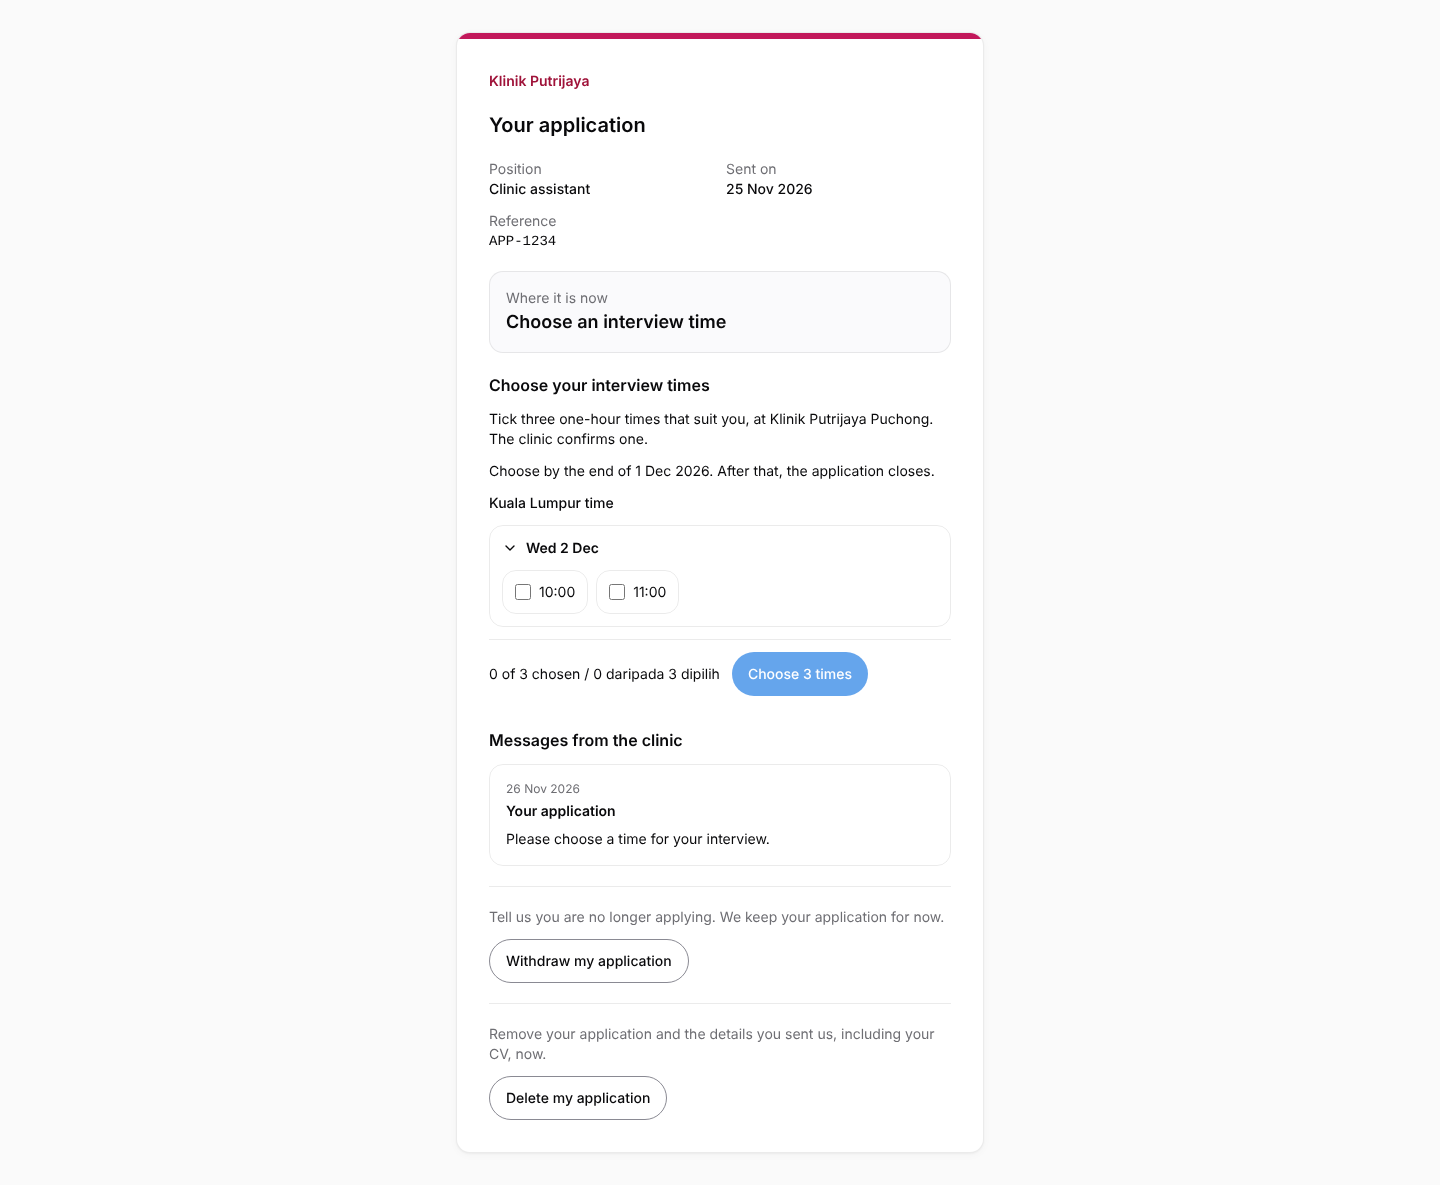 Klinik Putrijaya
Your application
Position
Clinic assistant
Sent on
25 Nov 2026
Reference
APP-1234
Where it is now
Choose an interview time
Choose your interview times
Tick three one-hour times that suit you, at Klinik Putrijaya Puchong.
The clinic confirms one.
Choose by the end of 1 Dec 2026. After that, the application closes.
Kuala Lumpur time
Wed 2 Dec
10:00
11:00
0 of 3 chosen / 0 daripada 3 dipilih
Choose 3 times
Messages from the clinic
26 Nov 2026
Your application
Please choose a time for your interview.
Tell us you are no longer applying. We keep your application for now.
Withdraw my application
Remove your application and the details you sent us, including your
CV, now.
Delete my application